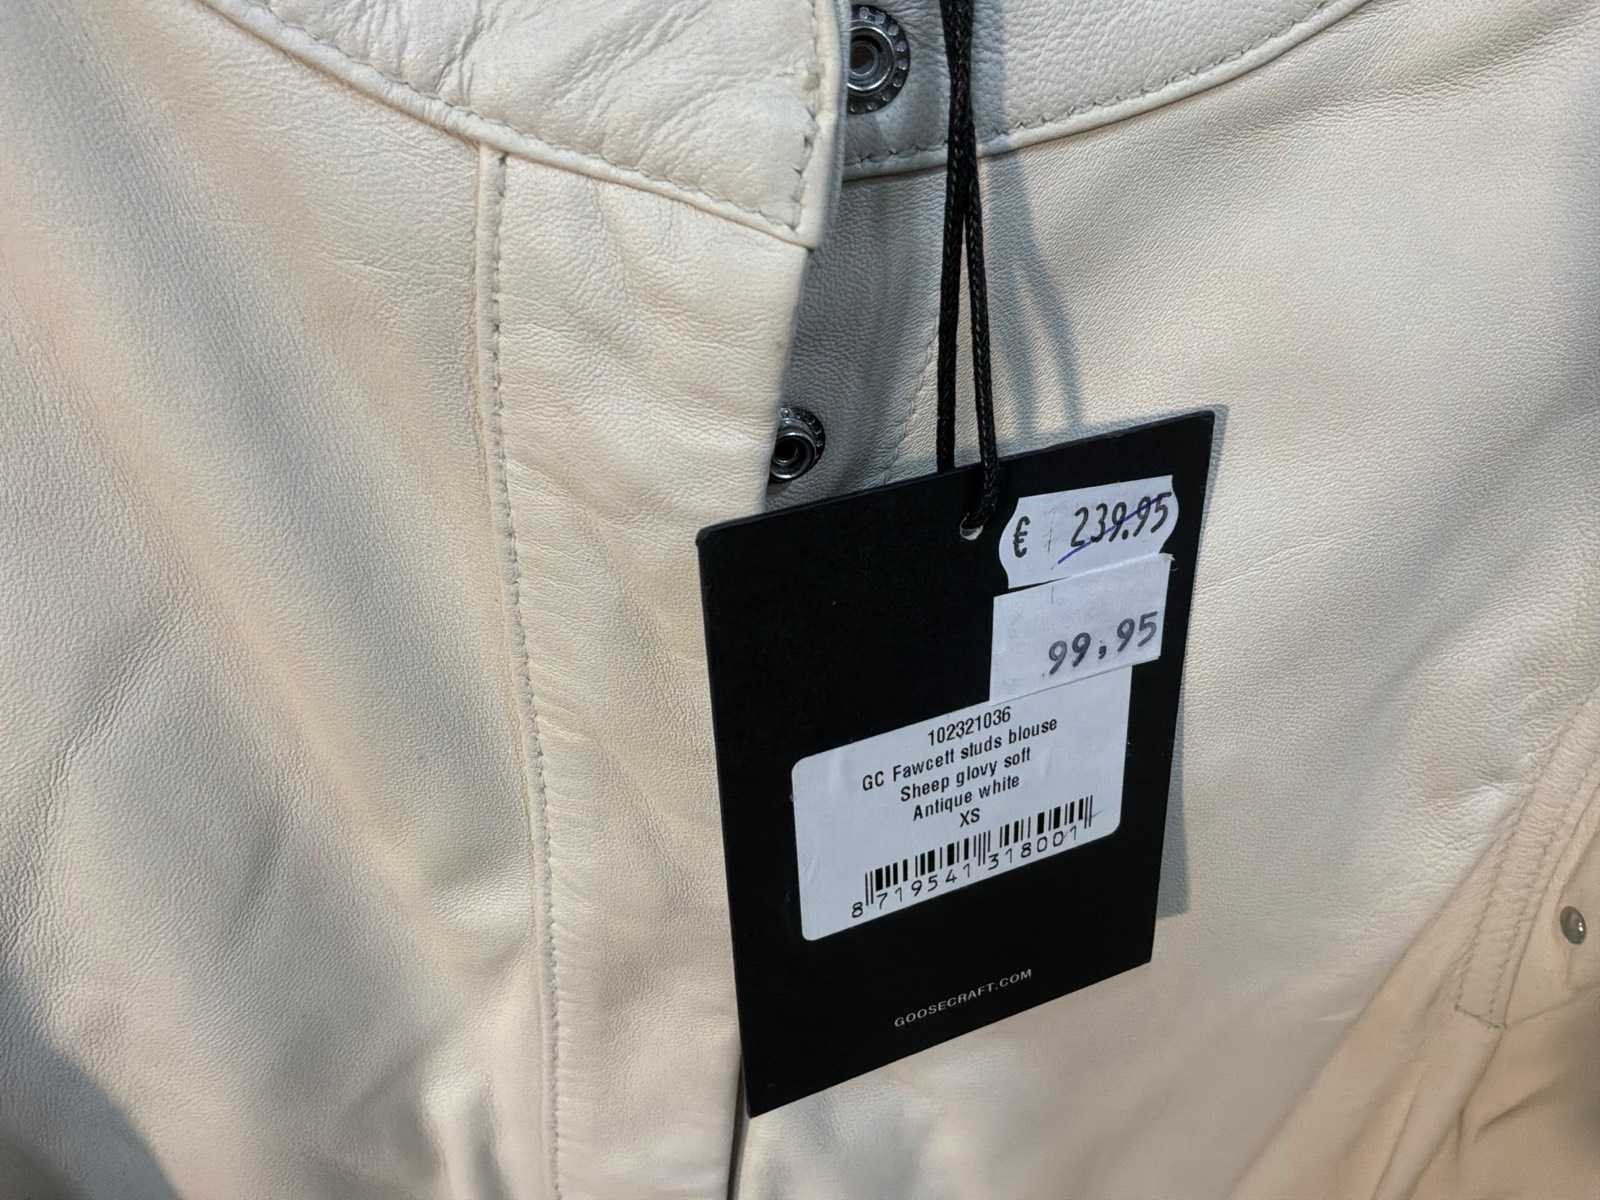 € 239.95
99,95
102321036
GC Fawcett studs blouse
Sheep glovy soft
Antique white
XS
8 719541 318001
GOOSECRAFT.COM